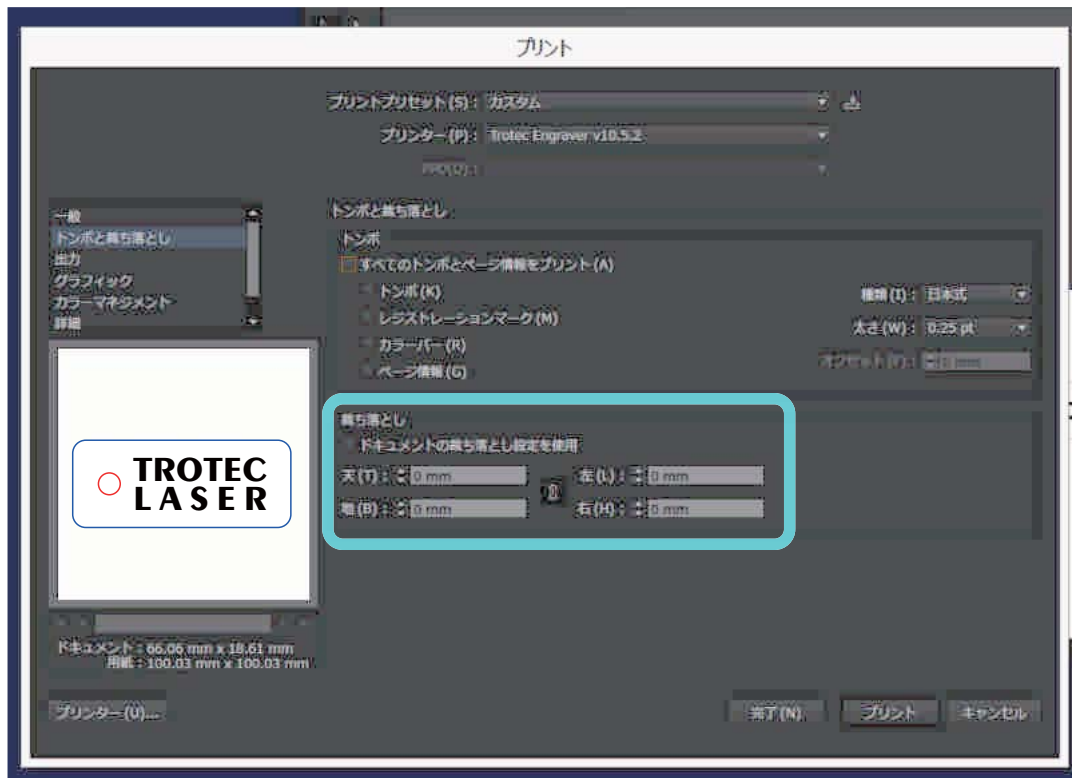 プリント
プリントプリセット(S)： カスタム
プリンター(P)： Trotec Engraver v10.5.2
一般
トンボと裁ち落とし
出力
グラフィック
カラーマネジメント
詳細
トンボと裁ち落とし
トンボ
すべてのトンボとページ情報をプリント(A)
トンボ(K)
レジストレーションマーク(M)
カラーバー(R)
ページ情報(G)
種類(I)： 日本式
太さ(W)： 0.25 pt
0 mm
裁ち落とし
ドキュメントの裁ち落とし設定を使用
天(T)： 0 mm 左(L)： 0 mm
地(B)： 0 mm 右(H)： 0 mm
TROTEC
LASER
ドキュメント：66.06 mm x 18.61 mm
用紙：100.03 mm x 100.03 mm
プリンター(U)... 完了(N) プリント キャンセル